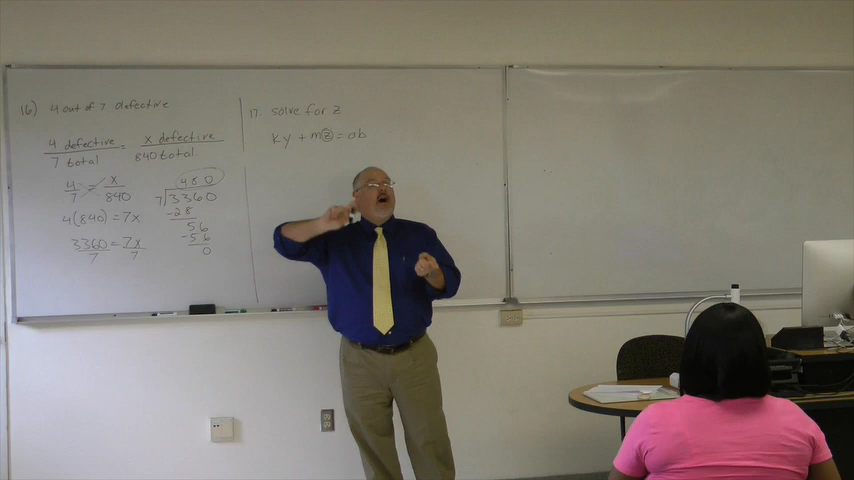 16) 4 out of 7 defective
4 defective / 7 total = x defective / 840 total
4/7 = x/840
4(840) = 7x
3360/7 = 7x/7
480
7 3360
-28
56
-56
0
17. solve for z
ky + mz = ab